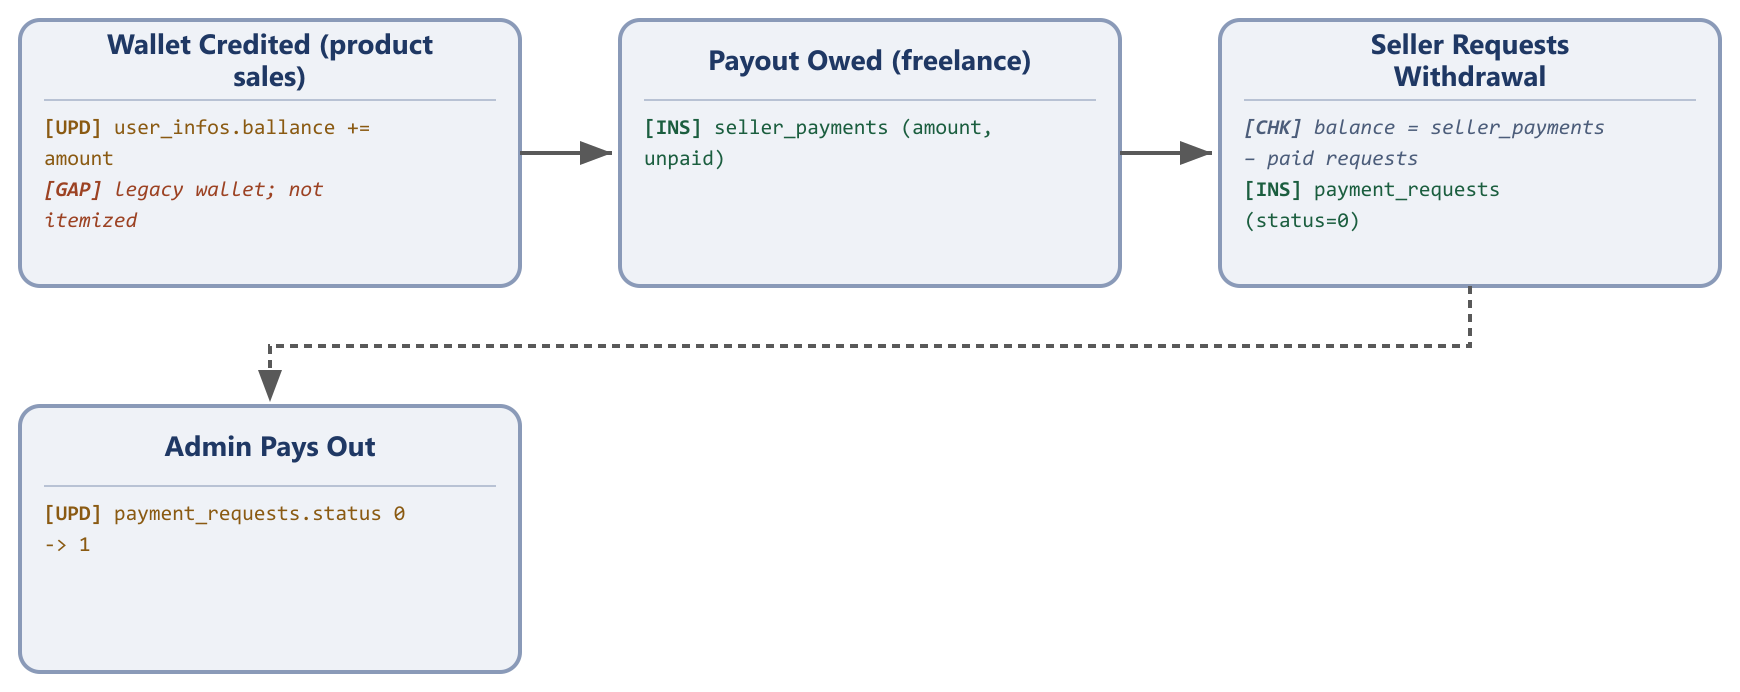 Wallet Credited (product
sales)
[UPD] user_infos.ballance +=
amount
[GAP] legacy wallet; not
itemized
Payout Owed (freelance)
[INS] seller_payments (amount,
unpaid)
Seller Requests
Withdrawal
[CHK] balance = seller_payments
− paid requests
[INS] payment_requests
(status=0)
Admin Pays Out
[UPD] payment_requests.status 0
-> 1